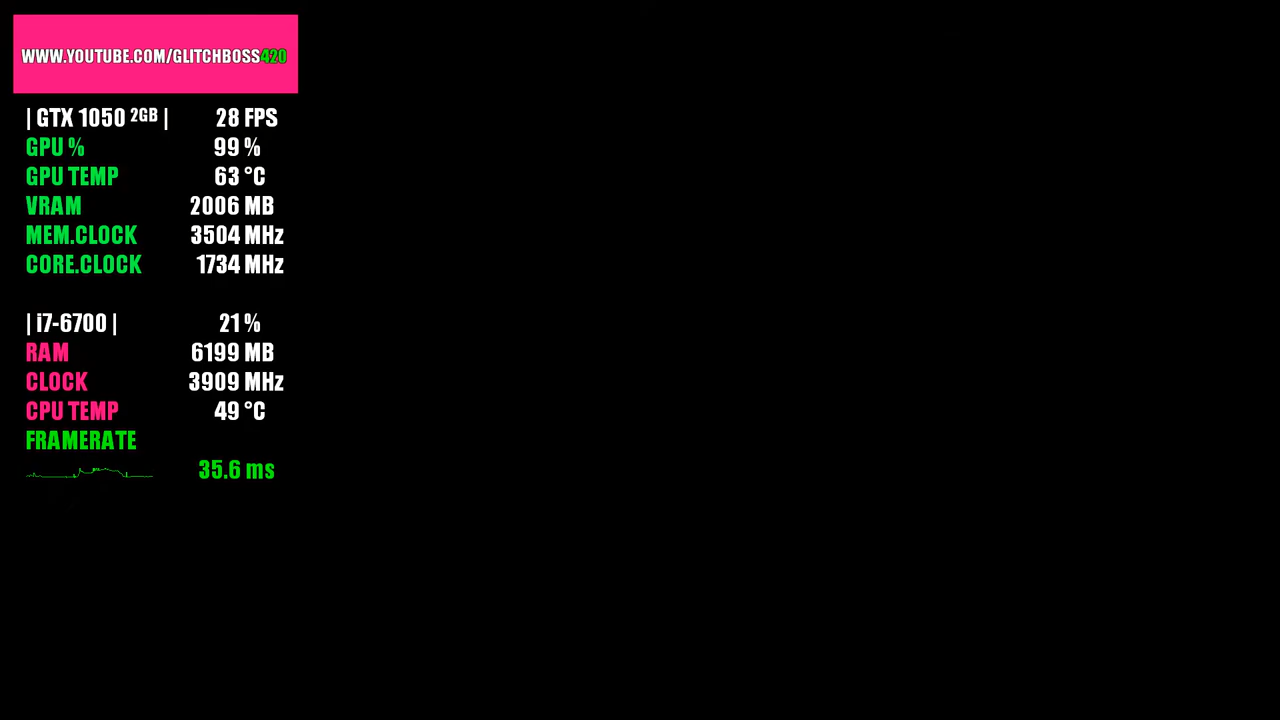 WWW.YOUTUBE.COM/GLITCHBOSS420
| GTX 1050 2GB | 28 FPS
GPU % 99 %
GPU TEMP 63 °C
VRAM 2006 MB
MEM.CLOCK 3504 MHz
CORE.CLOCK 1734 MHz
| i7-6700 | 21 %
RAM 6199 MB
CLOCK 3909 MHz
CPU TEMP 49 °C
FRAMERATE
35.6 ms